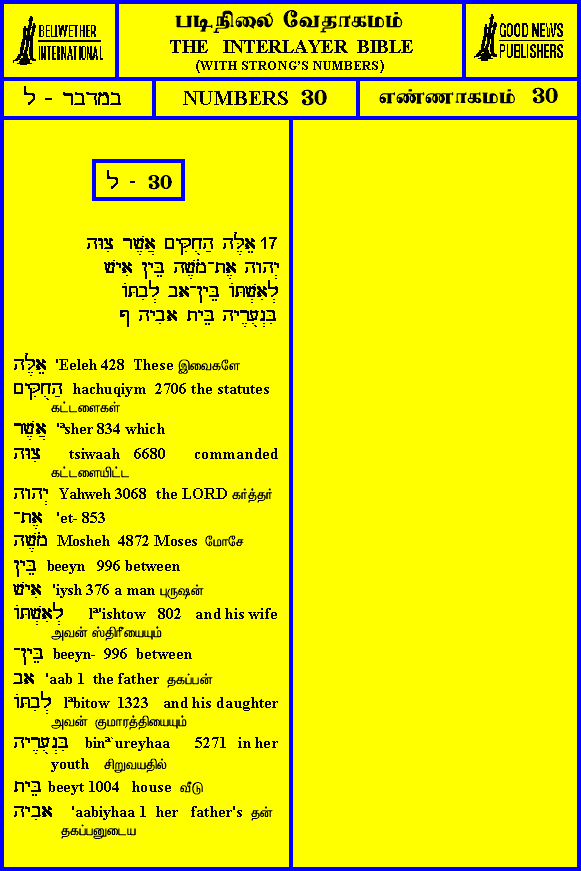 BELIWETHER
INTERNATIONAL
படிநிலை வேதாகமம்
THE INTERLAYER BIBLE
(WITH STRONG'S NUMBERS)
GOOD NEWS
PUBLISHERS
במדבר - ל
NUMBERS 30
எண்ணாகமம் 30
ל - 30
17 אֵלֶּה הַחֻקִּים אֲשֶׁר צִוָּה
יְהוָה אֶת־מֹשֶׁה בֵּין אִישׁ
לְאִשְׁתּוֹ בֵּין־אָב לְבִתּוֹ
בִּנְעֻרֶיהָ בֵּית אָבִיהָ ף
אֵלֶּה 'Eeleh 428 These இவைகளே
הַחֻקִּים hachuqiym 2706 the statutes
கட்டளைகள்
אֲשֶׁר 'ªsher 834 which
צִוָּה tsiwaah 6680 commanded
கட்டளையிட்ட
יְהוָה Yahweh 3068 the LORD கர்த்தர்
אֶת־ 'et- 853
מֹשֶׁה Mosheh 4872 Moses மோசே
בֵּין beeyn 996 between
אִישׁ 'iysh 376 a man புருஷன்
לְאִשְׁתּוֹ lª'ishtow 802 and his wife
அவன் ஸ்திரீயையும்
בֵּין־ beeyn- 996 between
אָב 'aab 1 the father தகப்பன்
לְבִתּוֹ lªbitow 1323 and his daughter
அவன் குமாரத்தியையும்
בִּנְעֻרֶיהָ binª`ureyhaa 5271 in her
youth சிறுவயதில்
בֵּית beeyt 1004 house வீடு
אָבִיהָ 'aabiyhaa 1 her father's தன்
தகப்பனுடைய